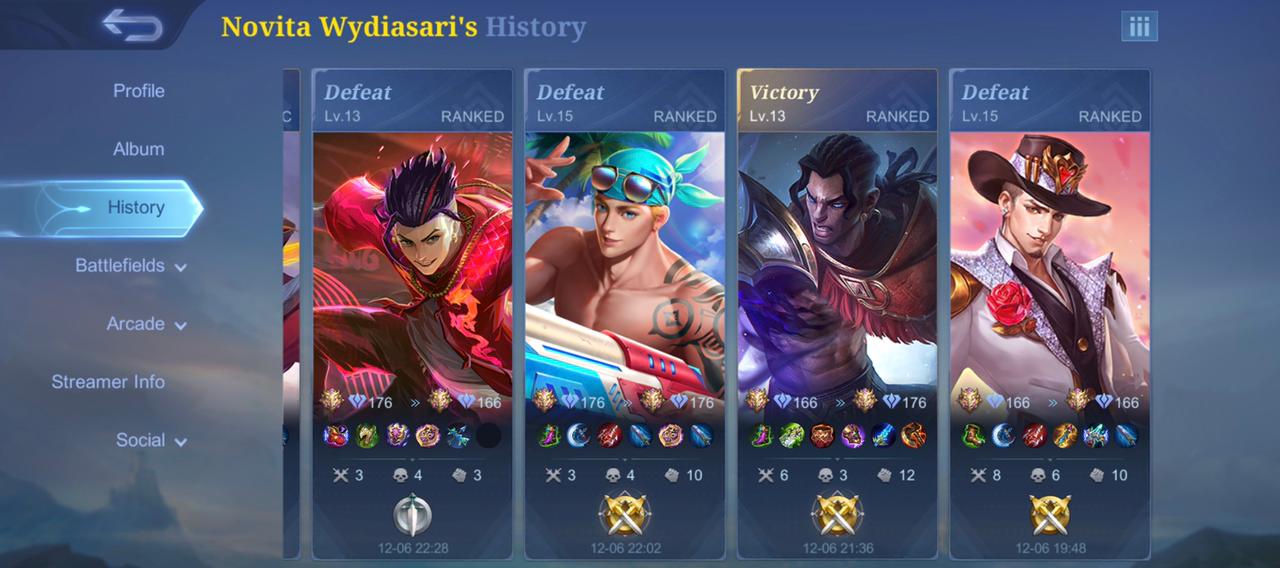 Novita Wydiasari's History
Profile
Album
History
Battlefields
Arcade
Streamer Info
Social
C
Defeat
Lv.13 RANKED
176 » 166
3 4 3
12-06 22:28
Defeat
Lv.15 RANKED
176 » 176
3 4 10
12-06 22:02
Victory
Lv.13 RANKED
166 » 176
6 3 12
12-06 21:36
Defeat
Lv.15 RANKED
166 » 166
8 6 10
12-06 19:48